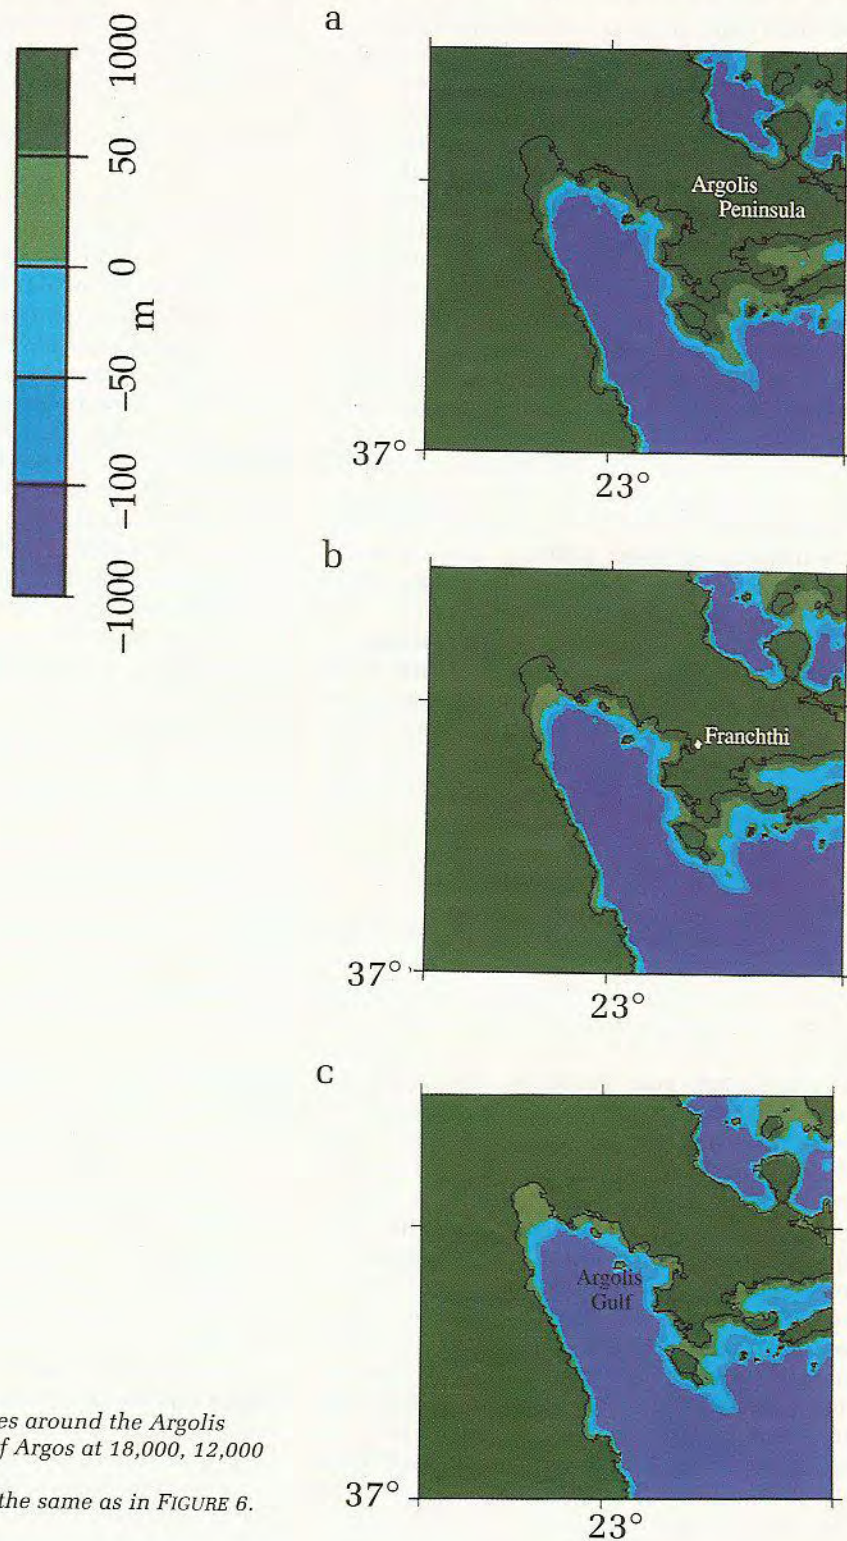 a
1000
50
0
m
−50
−100
−1000
Argolis
Peninsula
37°
23°
b
Franchthi
37°
23°
c
Argolis
Gulf
37°
23°
es around the Argolis
f Argos at 18,000, 12,000
the same as in FIGURE 6.